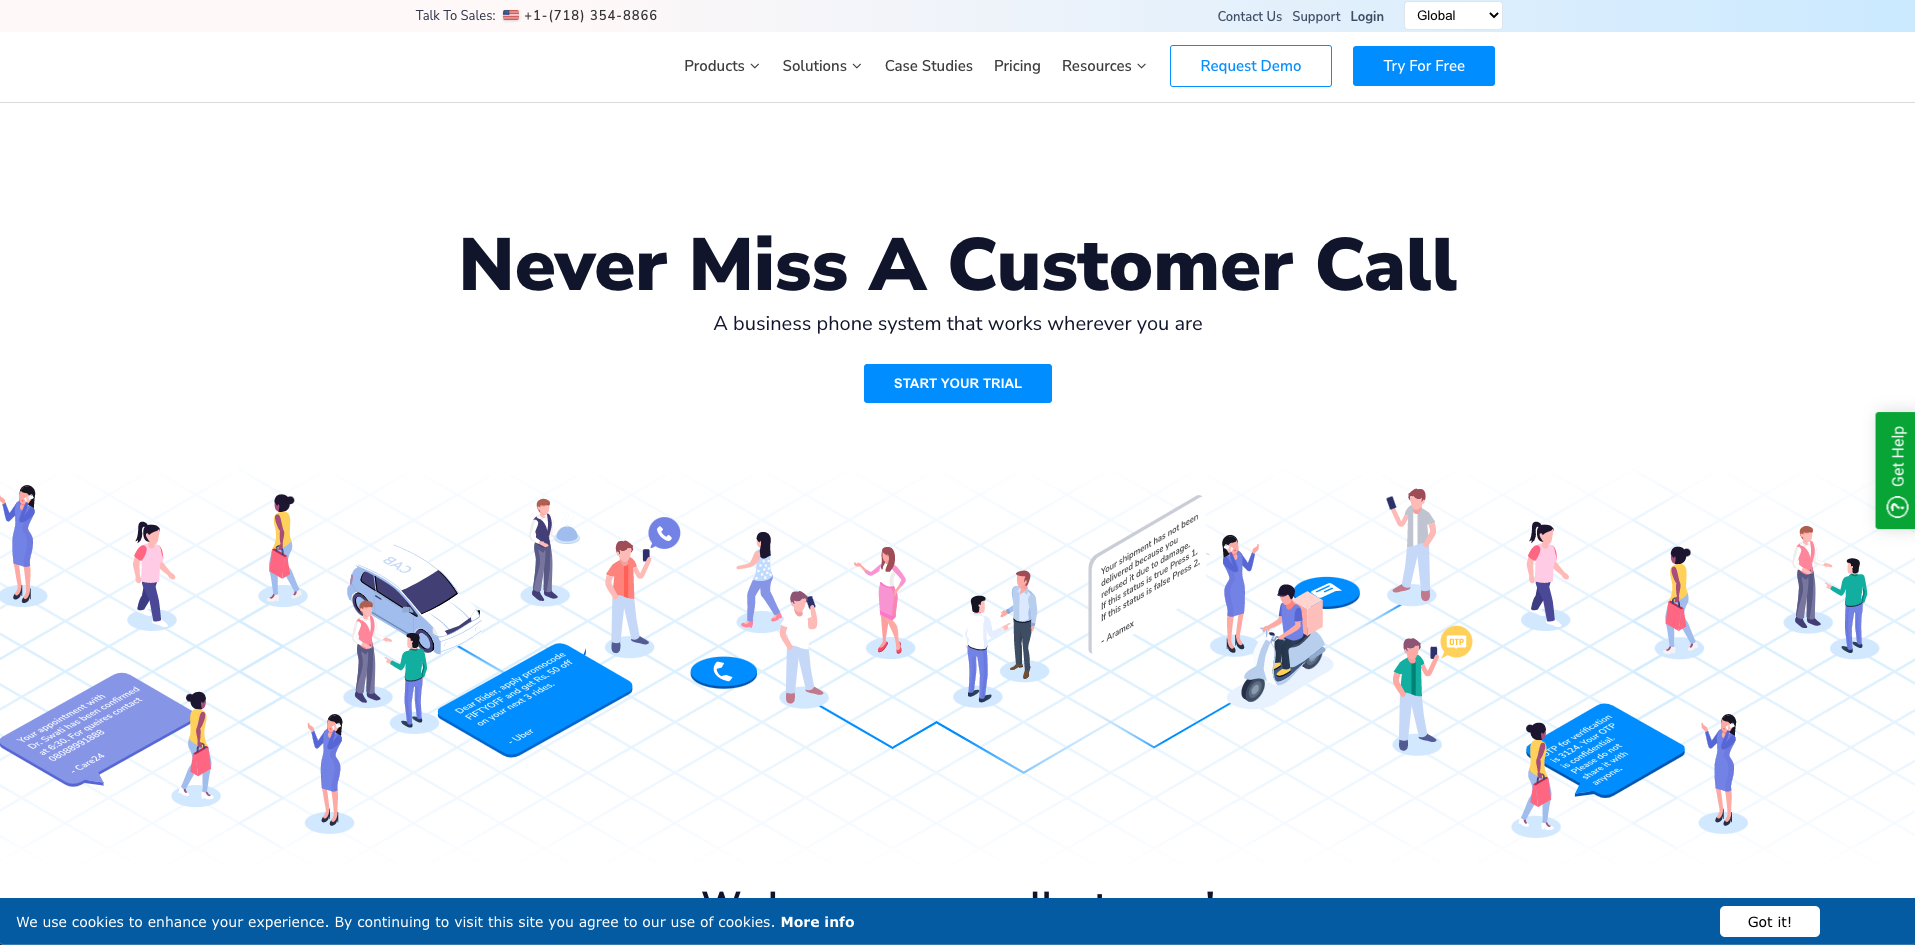 Talk To Sales: +1-(718) 354-8866
Contact Us Support Login Global
Products Solutions Case Studies Pricing Resources Request Demo Try For Free
Never Miss A Customer Call
A business phone system that works wherever you are
START YOUR TRIAL
Get Help
?
CAB
Your shipment has not been
delivered because you
refused it due to damage.
If this status is true Press 1.
If this status is false Press 2.
- Aramex
OTP
Dear Rider, apply promocode
FIFTYOFF and get Rs. 50 off
on your next 3 rides.
- Uber
Your appointment with
Dr. Swati has been confirmed
at 6:30. For queires contact
08088991888
- Care24
OTP for verification
is 3124. Your OTP
is confidential.
Please do not
share it with
anyone.
We use cookies to enhance your experience. By continuing to visit this site you agree to our use of cookies. More info
Got it!